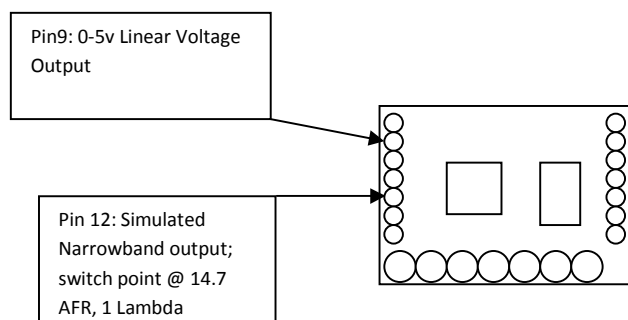 Pin9: 0-5v Linear Voltage
Output
Pin 12: Simulated
Narrowband output;
switch point @ 14.7
AFR, 1 Lambda